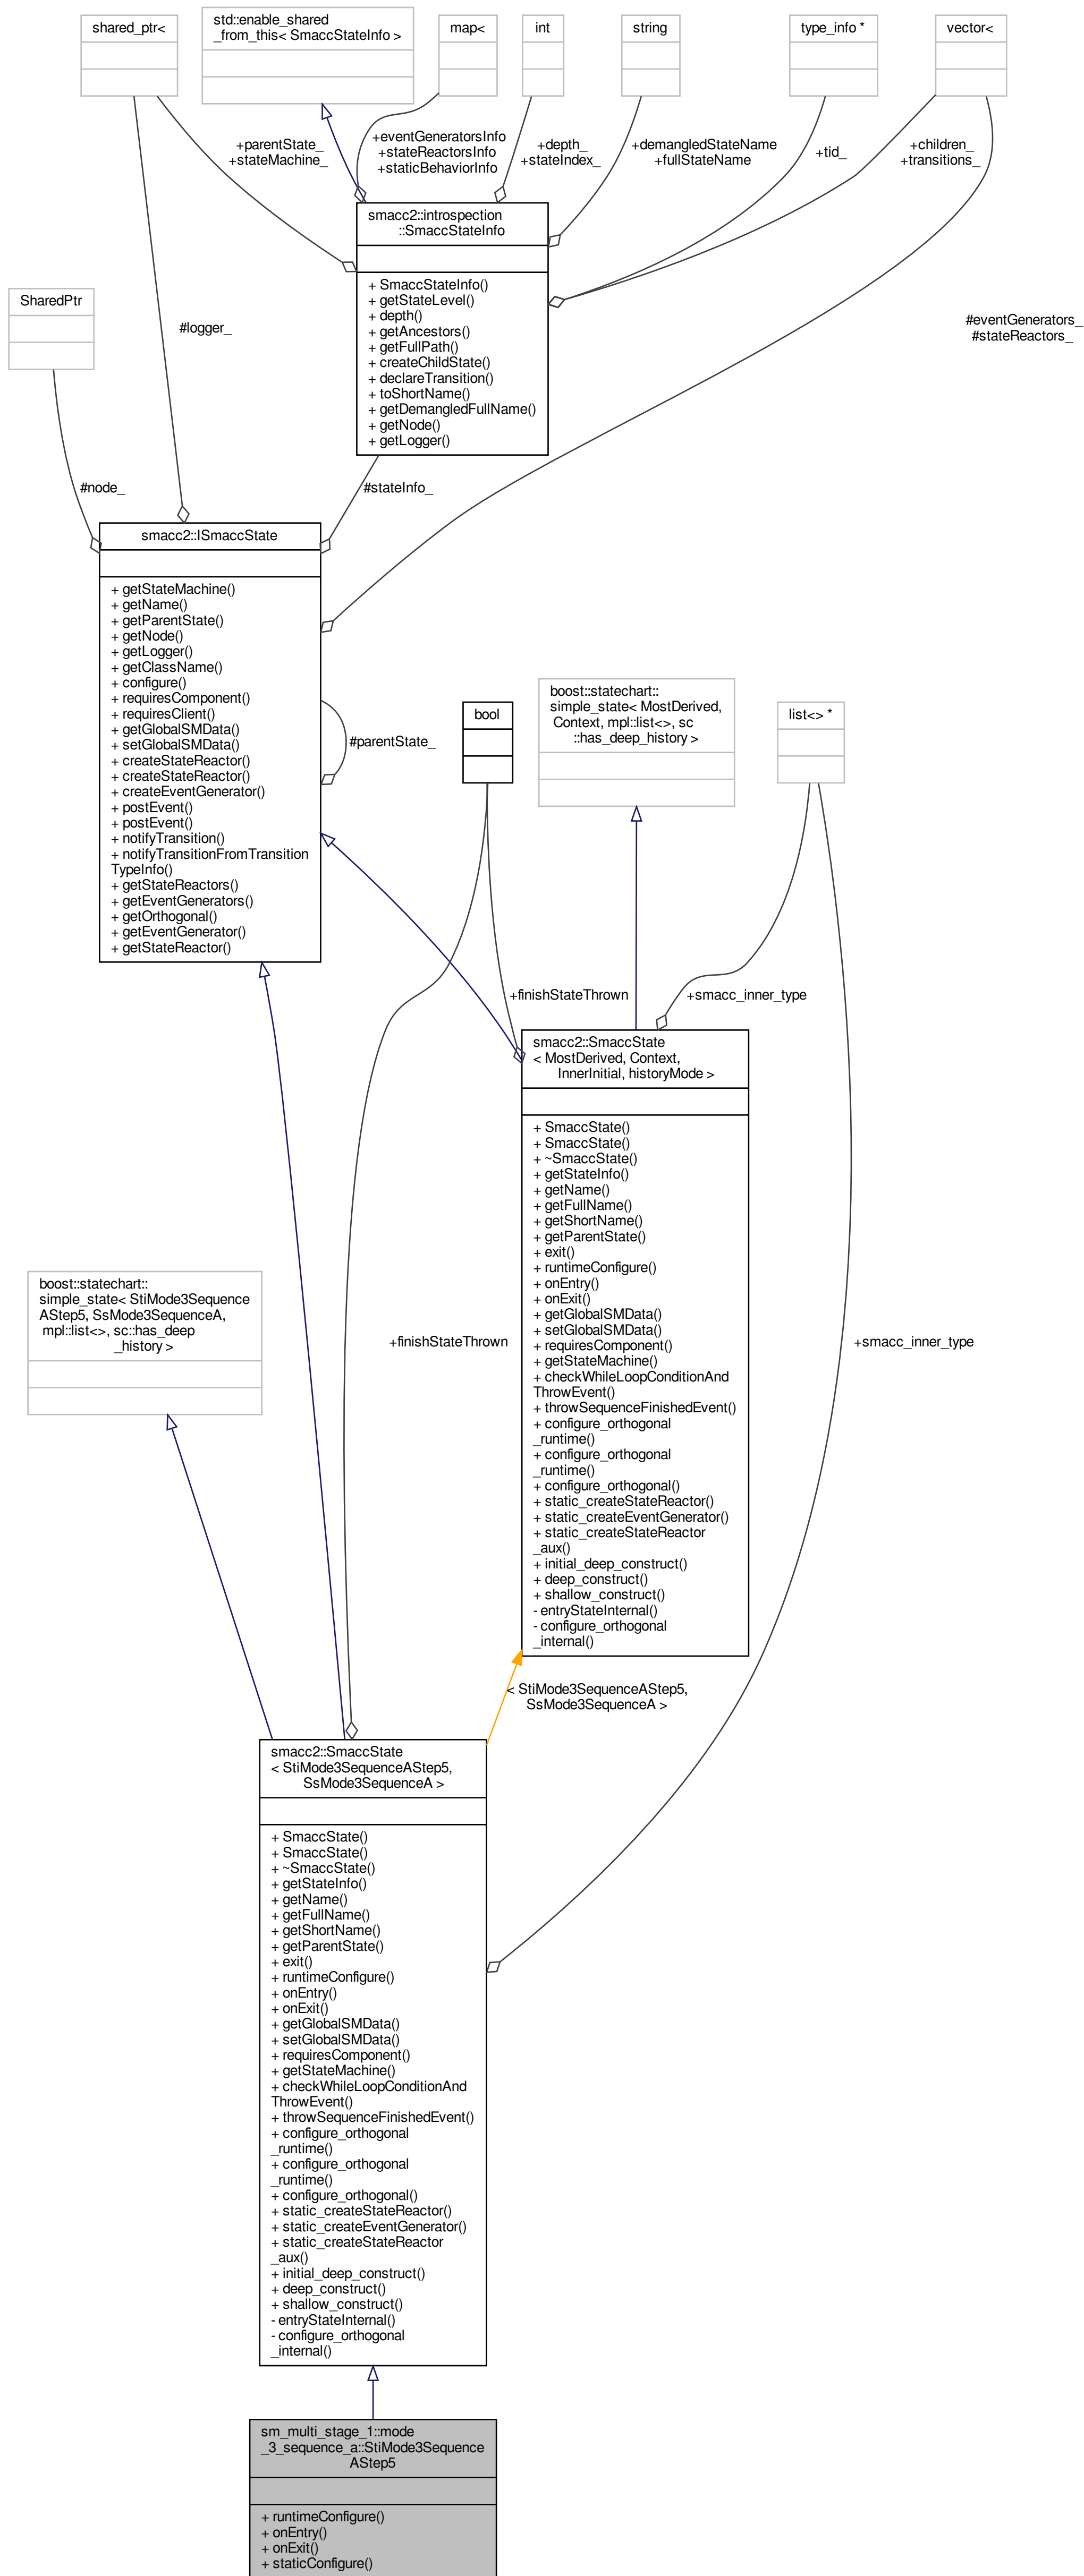 shared_ptr<
std::enable_shared
_from_this< SmaccStateInfo >
map<
int
string
type_info *
vector<
+parentState_
+stateMachine_
+eventGeneratorsInfo
+stateReactorsInfo
+staticBehaviorInfo
+depth_
+stateIndex_
+demangledStateName
+fullStateName
+tid_
+children_
+transitions_
smacc2::introspection
::SmaccStateInfo
+ SmaccStateInfo()
+ getStateLevel()
+ depth()
+ getAncestors()
+ getFullPath()
+ createChildState()
+ declareTransition()
+ toShortName()
+ getDemangledFullName()
+ getNode()
+ getLogger()
SharedPtr
#logger_
#eventGenerators_
#stateReactors_
#node_
#stateInfo_
smacc2::ISmaccState
+ getStateMachine()
+ getName()
+ getParentState()
+ getNode()
+ getLogger()
+ getClassName()
+ configure()
+ requiresComponent()
+ requiresClient()
+ getGlobalSMData()
+ setGlobalSMData()
+ createStateReactor()
+ createStateReactor()
+ createEventGenerator()
+ postEvent()
+ postEvent()
+ notifyTransition()
+ notifyTransitionFromTransition
TypeInfo()
+ getStateReactors()
+ getEventGenerators()
+ getOrthogonal()
+ getEventGenerator()
+ getStateReactor()
#parentState_
bool
boost::statechart::
simple_state< MostDerived,
Context, mpl::list<>, sc
::has_deep_history >
list<> *
+finishStateThrown
+smacc_inner_type
smacc2::SmaccState
< MostDerived, Context,
InnerInitial, historyMode >
+ SmaccState()
+ SmaccState()
+ ~SmaccState()
+ getStateInfo()
+ getName()
+ getFullName()
+ getShortName()
+ getParentState()
+ exit()
+ runtimeConfigure()
+ onEntry()
+ onExit()
+ getGlobalSMData()
+ setGlobalSMData()
+ requiresComponent()
+ getStateMachine()
+ checkWhileLoopConditionAnd
ThrowEvent()
+ throwSequenceFinishedEvent()
+ configure_orthogonal
_runtime()
+ configure_orthogonal
_runtime()
+ configure_orthogonal()
+ static_createStateReactor()
+ static_createEventGenerator()
+ static_createStateReactor
_aux()
+ initial_deep_construct()
+ deep_construct()
+ shallow_construct()
- entryStateInternal()
- configure_orthogonal
_internal()
boost::statechart::
simple_state< StiMode3Sequence
AStep5, SsMode3SequenceA,
mpl::list<>, sc::has_deep
_history >
+finishStateThrown
+smacc_inner_type
< StiMode3SequenceAStep5,
SsMode3SequenceA >
smacc2::SmaccState
< StiMode3SequenceAStep5,
SsMode3SequenceA >
+ SmaccState()
+ SmaccState()
+ ~SmaccState()
+ getStateInfo()
+ getName()
+ getFullName()
+ getShortName()
+ getParentState()
+ exit()
+ runtimeConfigure()
+ onEntry()
+ onExit()
+ getGlobalSMData()
+ setGlobalSMData()
+ requiresComponent()
+ getStateMachine()
+ checkWhileLoopConditionAnd
ThrowEvent()
+ throwSequenceFinishedEvent()
+ configure_orthogonal
_runtime()
+ configure_orthogonal
_runtime()
+ configure_orthogonal()
+ static_createStateReactor()
+ static_createEventGenerator()
+ static_createStateReactor
_aux()
+ initial_deep_construct()
+ deep_construct()
+ shallow_construct()
- entryStateInternal()
- configure_orthogonal
_internal()
sm_multi_stage_1::mode
_3_sequence_a::StiMode3Sequence
AStep5
+ runtimeConfigure()
+ onEntry()
+ onExit()
+ staticConfigure()